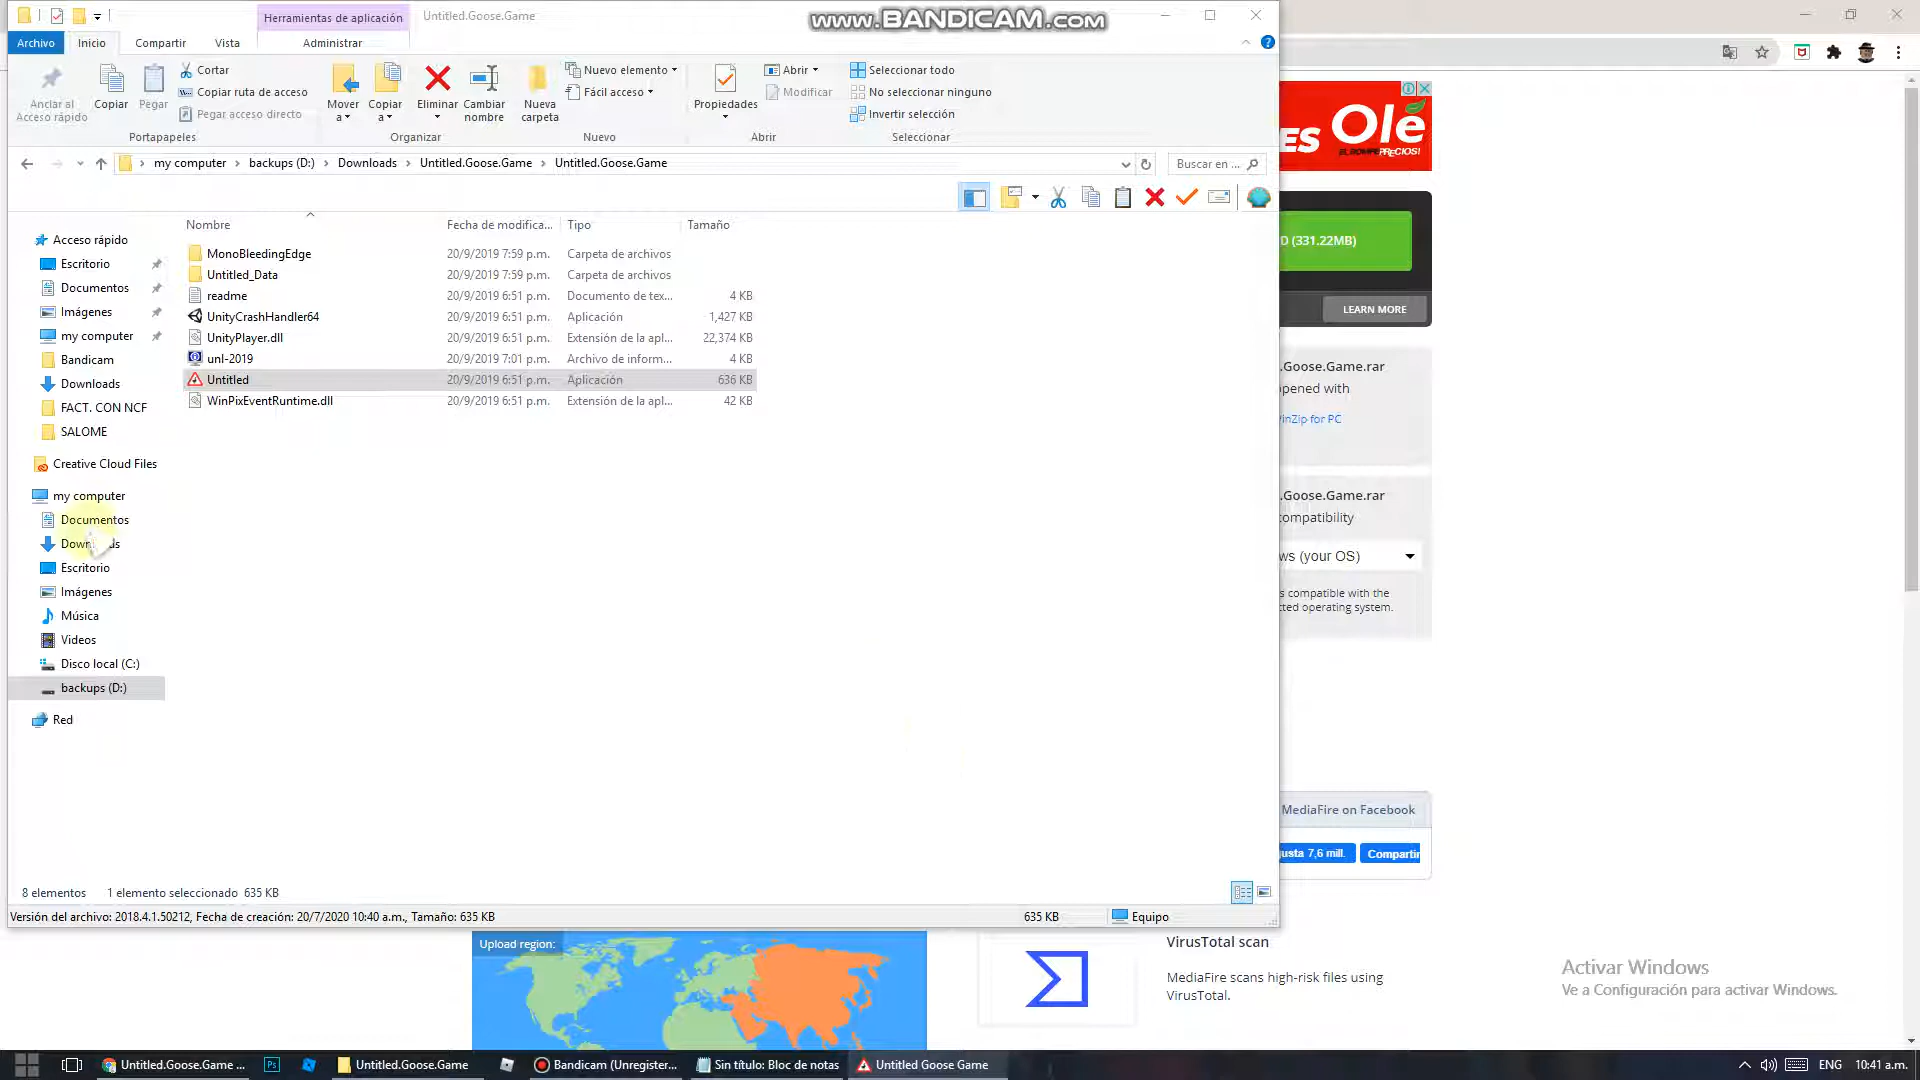 Herramientas de aplicación
Untitled.Goose.Game
www.BANDICAM.COM
Archivo
Inicio
Compartir
Vista
Administrar
Anclar al
Acceso rápido
Copiar
Pegar
Cortar
Copiar ruta de acceso
Pegar acceso directo
Portapapeles
Mover
a
Copiar
a
Eliminar
Cambiar
nombre
Organizar
Nueva
carpeta
Nuevo elemento
Fácil acceso
Nuevo
Propiedades
Abrir
Modificar
Abrir
Seleccionar todo
No seleccionar ninguno
Invertir selección
Seleccionar
my computer
backups (D:)
Downloads
Untitled.Goose.Game
Untitled.Goose.Game
Buscar en ...
Nombre
Fecha de modifica...
Tipo
Tamaño
MonoBleedingEdge 20/9/2019 7:59 p.m. Carpeta de archivos
Untitled_Data 20/9/2019 7:59 p.m. Carpeta de archivos
readme 20/9/2019 6:51 p.m. Documento de tex... 4 KB
UnityCrashHandler64 20/9/2019 6:51 p.m. Aplicación 1,427 KB
UnityPlayer.dll 20/9/2019 6:51 p.m. Extensión de la apl... 22,374 KB
unl-2019 20/9/2019 7:01 p.m. Archivo de inform... 4 KB
Untitled 20/9/2019 6:51 p.m. Aplicación 636 KB
WinPixEventRuntime.dll 20/9/2019 6:51 p.m. Extensión de la apl... 42 KB
Acceso rápido
Escritorio
Documentos
Imágenes
my computer
Bandicam
Downloads
FACT. CON NCF
SALOME
Creative Cloud Files
my computer
Documentos
Escritorio
Imágenes
Música
Videos
Disco local (C:)
backups (D:)
Red
8 elementos
1 elemento seleccionado 635 KB
Versión del archivo: 2018.4.1.50212, Fecha de creación: 20/7/2020 10:40 a.m., Tamaño: 635 KB
635 KB
Equipo
ES
Olé
EL ROMPE PRECIOS!
D (331.22MB)
LEARN MORE
.Goose.Game.rar
pened with
inZip for PC
.Goose.Game.rar
ompatibility
ws (your OS)
s compatible with the
cted operating system.
MediaFire on Facebook
usta 7,6 mill.
Compartir
Upload region:
VirusTotal scan
MediaFire scans high-risk files using
VirusTotal.
Activar Windows
Ve a Configuración para activar Windows.
Untitled.Goose.Game ...
Ps
Untitled.Goose.Game
Bandicam (Unregister...
Sin título: Bloc de notas
Untitled Goose Game
ENG
10:41 a.m.